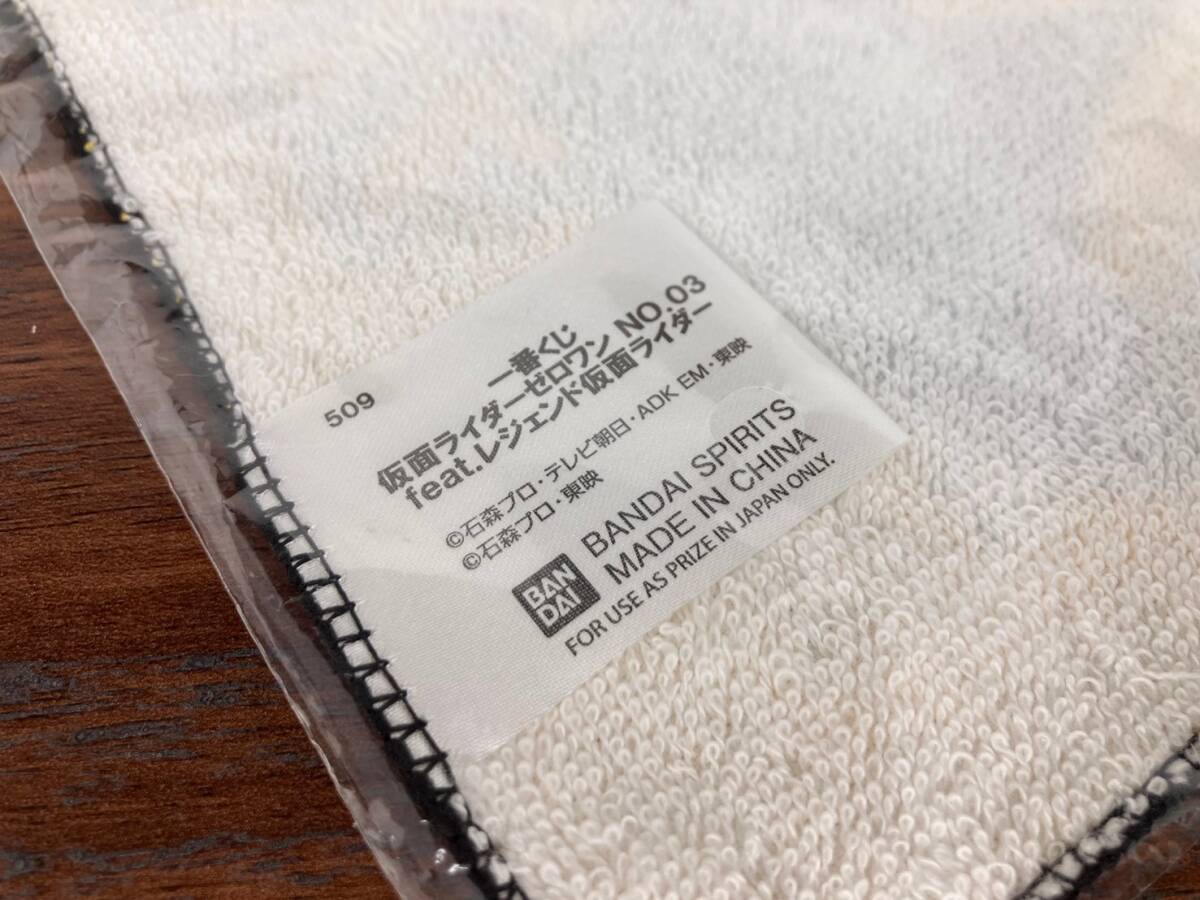 509
一番くじ
仮面ライダーゼロワン NO.03
feat.レジェンド仮面ライダー
©石森プロ・テレビ朝日・ADK EM・東映
©石森プロ・東映
BAN
DAI
BANDAI SPIRITS
MADE IN CHINA
FOR USE AS PRIZE IN JAPAN ONLY.